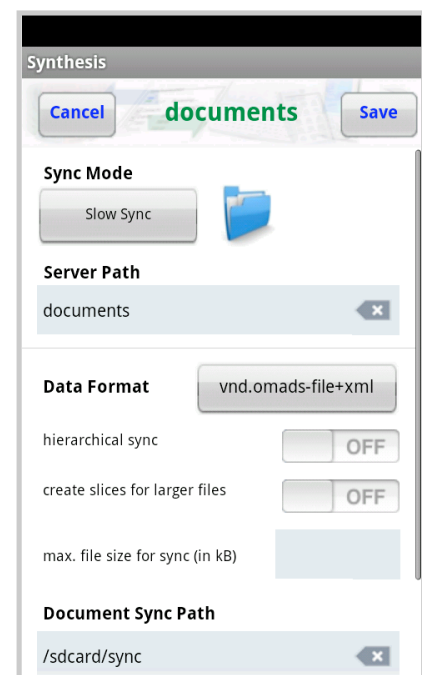 Synthesis
Cancel documents Save
Sync Mode
Slow Sync
Server Path
documents
Data Format vnd.omads-file+xml
hierarchical sync OFF
create slices for larger files OFF
max. file size for sync (in kB)
Document Sync Path
/sdcard/sync